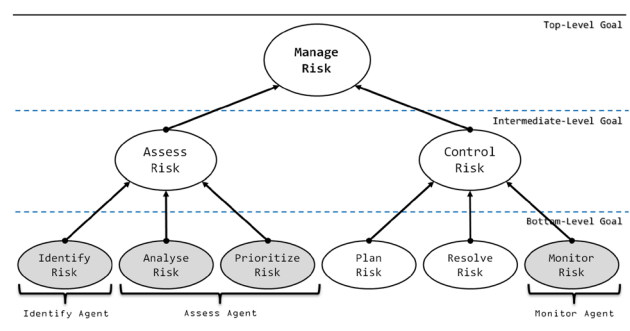 Top-Level Goal
Manage
Risk
Intermediate-Level Goal
Assess
Risk
Control
Risk
Bottom-Level Goal
Identify
Risk
Analyse
Risk
Prioritize
Risk
Plan
Risk
Resolve
Risk
Monitor
Risk
Identify Agent
Assess Agent
Monitor Agent